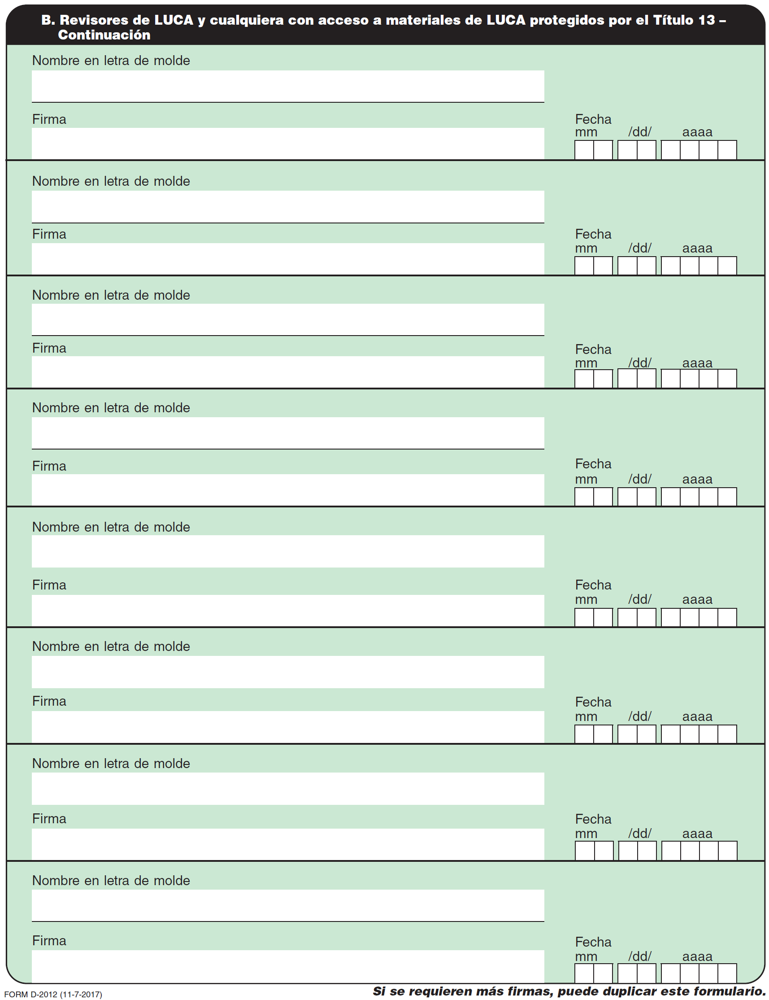 B. Revisores de LUCA y cualquiera con acceso a materiales de LUCA protegidos por el Título 13 –
Continuación
Nombre en letra de molde
Firma
Fecha
mm /dd/ aaaa
Nombre en letra de molde
Firma
Fecha
mm /dd/ aaaa
Nombre en letra de molde
Firma
Fecha
mm /dd/ aaaa
Nombre en letra de molde
Firma
Fecha
mm /dd/ aaaa
Nombre en letra de molde
Firma
Fecha
mm /dd/ aaaa
Nombre en letra de molde
Firma
Fecha
mm /dd/ aaaa
Nombre en letra de molde
Firma
Fecha
mm /dd/ aaaa
Nombre en letra de molde
Firma
Fecha
mm /dd/ aaaa
FORM D-2012 (11-7-2017)
Si se requieren más firmas, puede duplicar este formulario